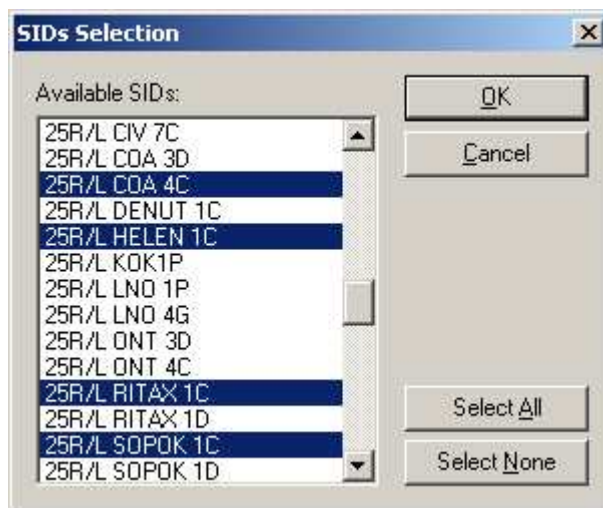 SIDs Selection
Available SIDs:
25R/L CIV 7C
25R/L COA 3D
25R/L COA 4C
25R/L DENUT 1C
25R/L HELEN 1C
25R/L KOK1P
25R/L LNO 1P
25R/L LNO 4G
25R/L ONT 3D
25R/L ONT 4C
25R/L RITAX 1C
25R/L RITAX 1D
25R/L SOPOK 1C
25R/L SOPOK 1D
OK
Cancel
Select All
Select None